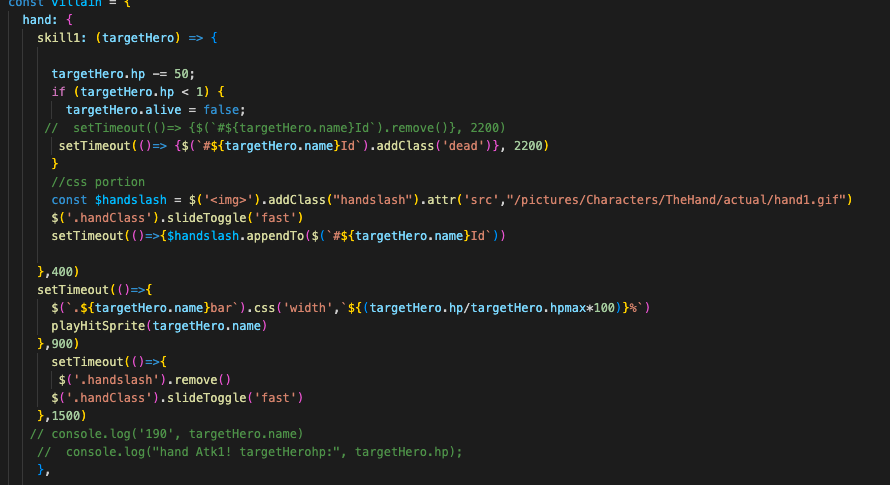 const villain = {
hand: {
skill1: (targetHero) => {
targetHero.hp -= 50;
if (targetHero.hp < 1) {
targetHero.alive = false;
//  setTimeout(()=> {$(`#${targetHero.name}Id`).remove()}, 2200)
setTimeout(()=> {$(`#${targetHero.name}Id`).addClass('dead')}, 2200)
}
//css portion
const $handslash = $('<img>').addClass("handslash").attr('src',"/pictures/Characters/TheHand/actual/hand1.gif")
$('.handClass').slideToggle('fast')
setTimeout(()=>{$handslash.appendTo($(`#${targetHero.name}Id`))
},400)
setTimeout(()=>{
$(`.${targetHero.name}bar`).css('width',`${(targetHero.hp/targetHero.hpmax*100)}%`)
playHitSprite(targetHero.name)
},900)
setTimeout(()=>{
$('.handslash').remove()
$('.handClass').slideToggle('fast')
},1500)
// console.log('190', targetHero.name)
//  console.log("hand Atk1! targetHerohp:", targetHero.hp);
},